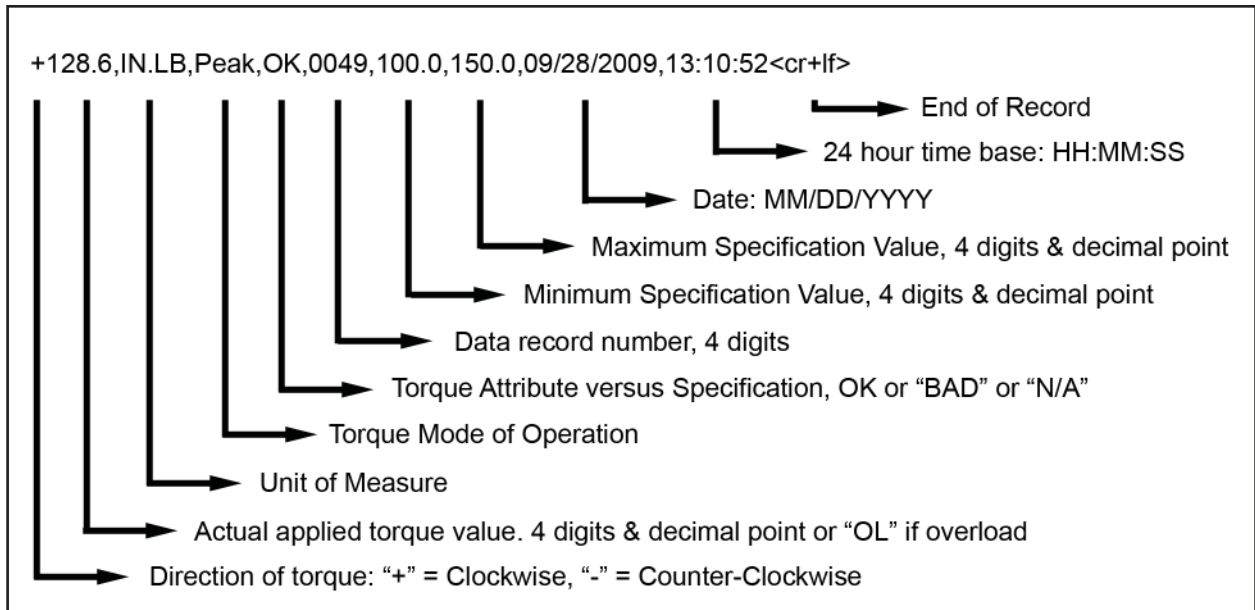 +128.6,IN.LB,Peak,OK,0049,100.0,150.0,09/28/2009,13:10:52<cr+lf>
End of Record
24 hour time base: HH:MM:SS
Date: MM/DD/YYYY
Maximum Specification Value, 4 digits & decimal point
Minimum Specification Value, 4 digits & decimal point
Data record number, 4 digits
Torque Attribute versus Specification, OK or “BAD” or “N/A”
Torque Mode of Operation
Unit of Measure
Actual applied torque value. 4 digits & decimal point or “OL” if overload
Direction of torque: “+” = Clockwise, “-” = Counter-Clockwise